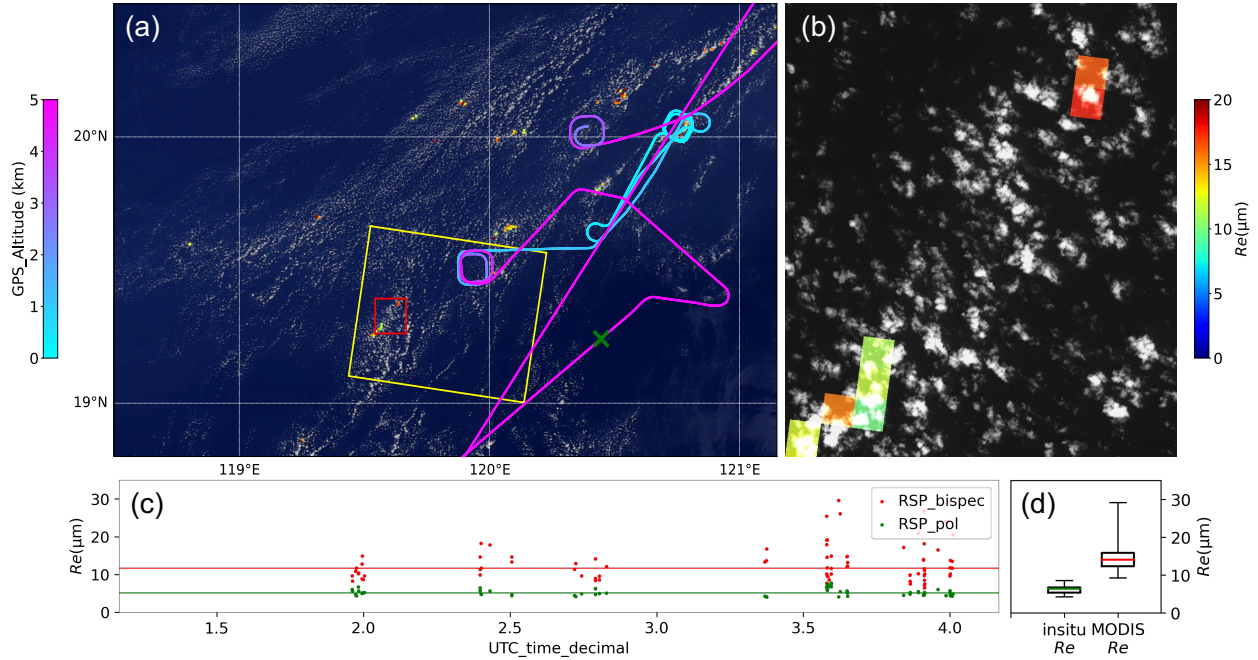 (a)
(b)
5
4
3
2
1
0
GPS_Altitude (km)
20°N
19°N
119°E
120°E
121°E
20
15
10
5
0
Re(μm)
(c)
RSP_bispec
RSP_pol
30
20
10
0
Re(μm)
1.5
2.0
2.5
3.0
3.5
4.0
UTC_time_decimal
(d)
30
20
10
0
Re(μm)
insitu MODIS
Re Re